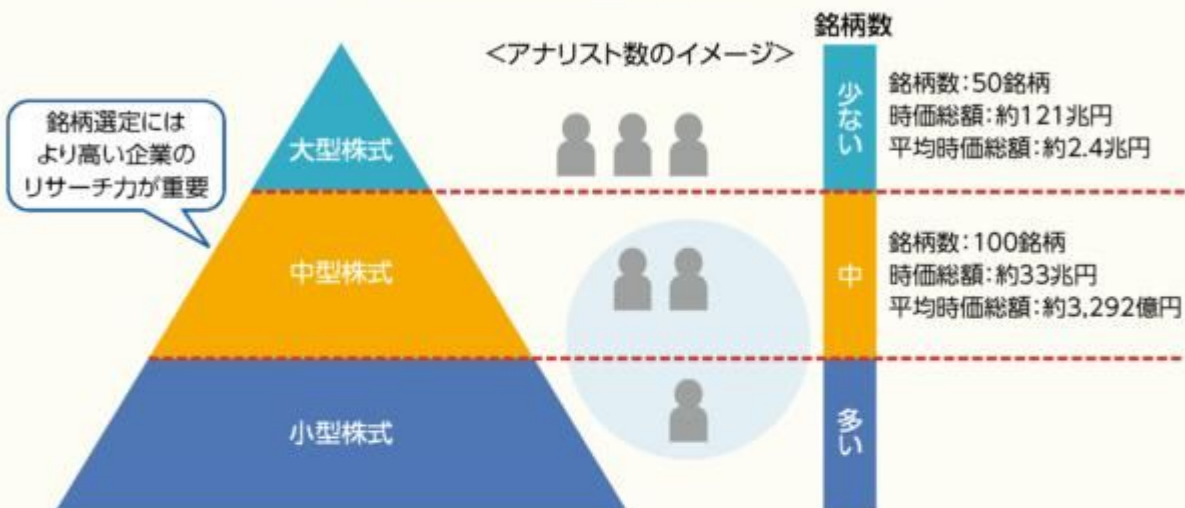 銘柄数
<アナリスト数のイメージ>
銘柄選定には
より高い企業の
リサーチ力が重要
大型株式
少ない
銘柄数:50銘柄
時価総額:約121兆円
平均時価総額:約2.4兆円
中型株式
中
銘柄数:100銘柄
時価総額:約33兆円
平均時価総額:約3,292億円
小型株式
多い